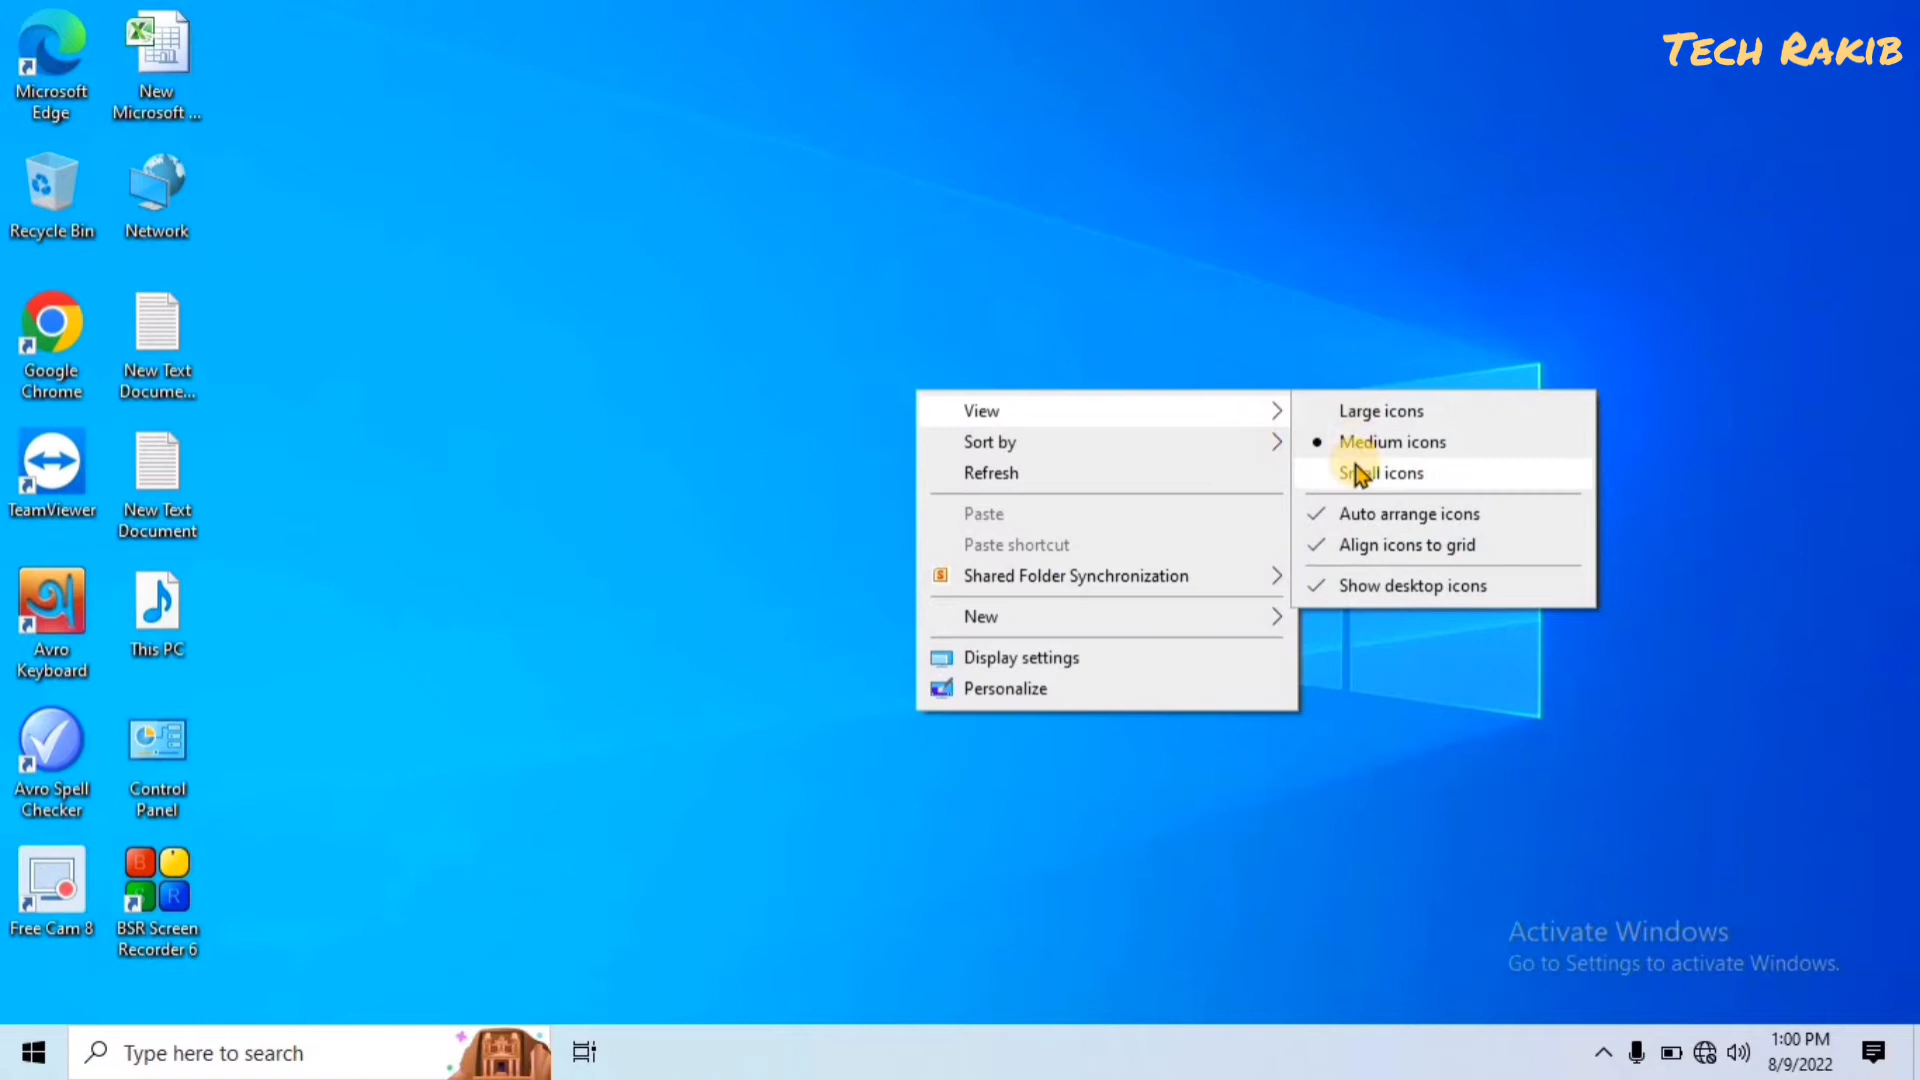 Tech Rakib
Microsoft
Edge
New
Microsoft ...
Recycle Bin
Network
Google
Chrome
New Text
Docume...
TeamViewer
New Text
Document
Avro
Keyboard
This PC
Avro Spell
Checker
Control
Panel
Free Cam 8
BSR Screen
Recorder 6
View
Sort by
Refresh
Paste
Paste shortcut
Shared Folder Synchronization
New
Display settings
Personalize
Large icons
Medium icons
Small icons
Auto arrange icons
Align icons to grid
Show desktop icons
Activate Windows
Go to Settings to activate Windows.
Type here to search
1:00 PM
8/9/2022